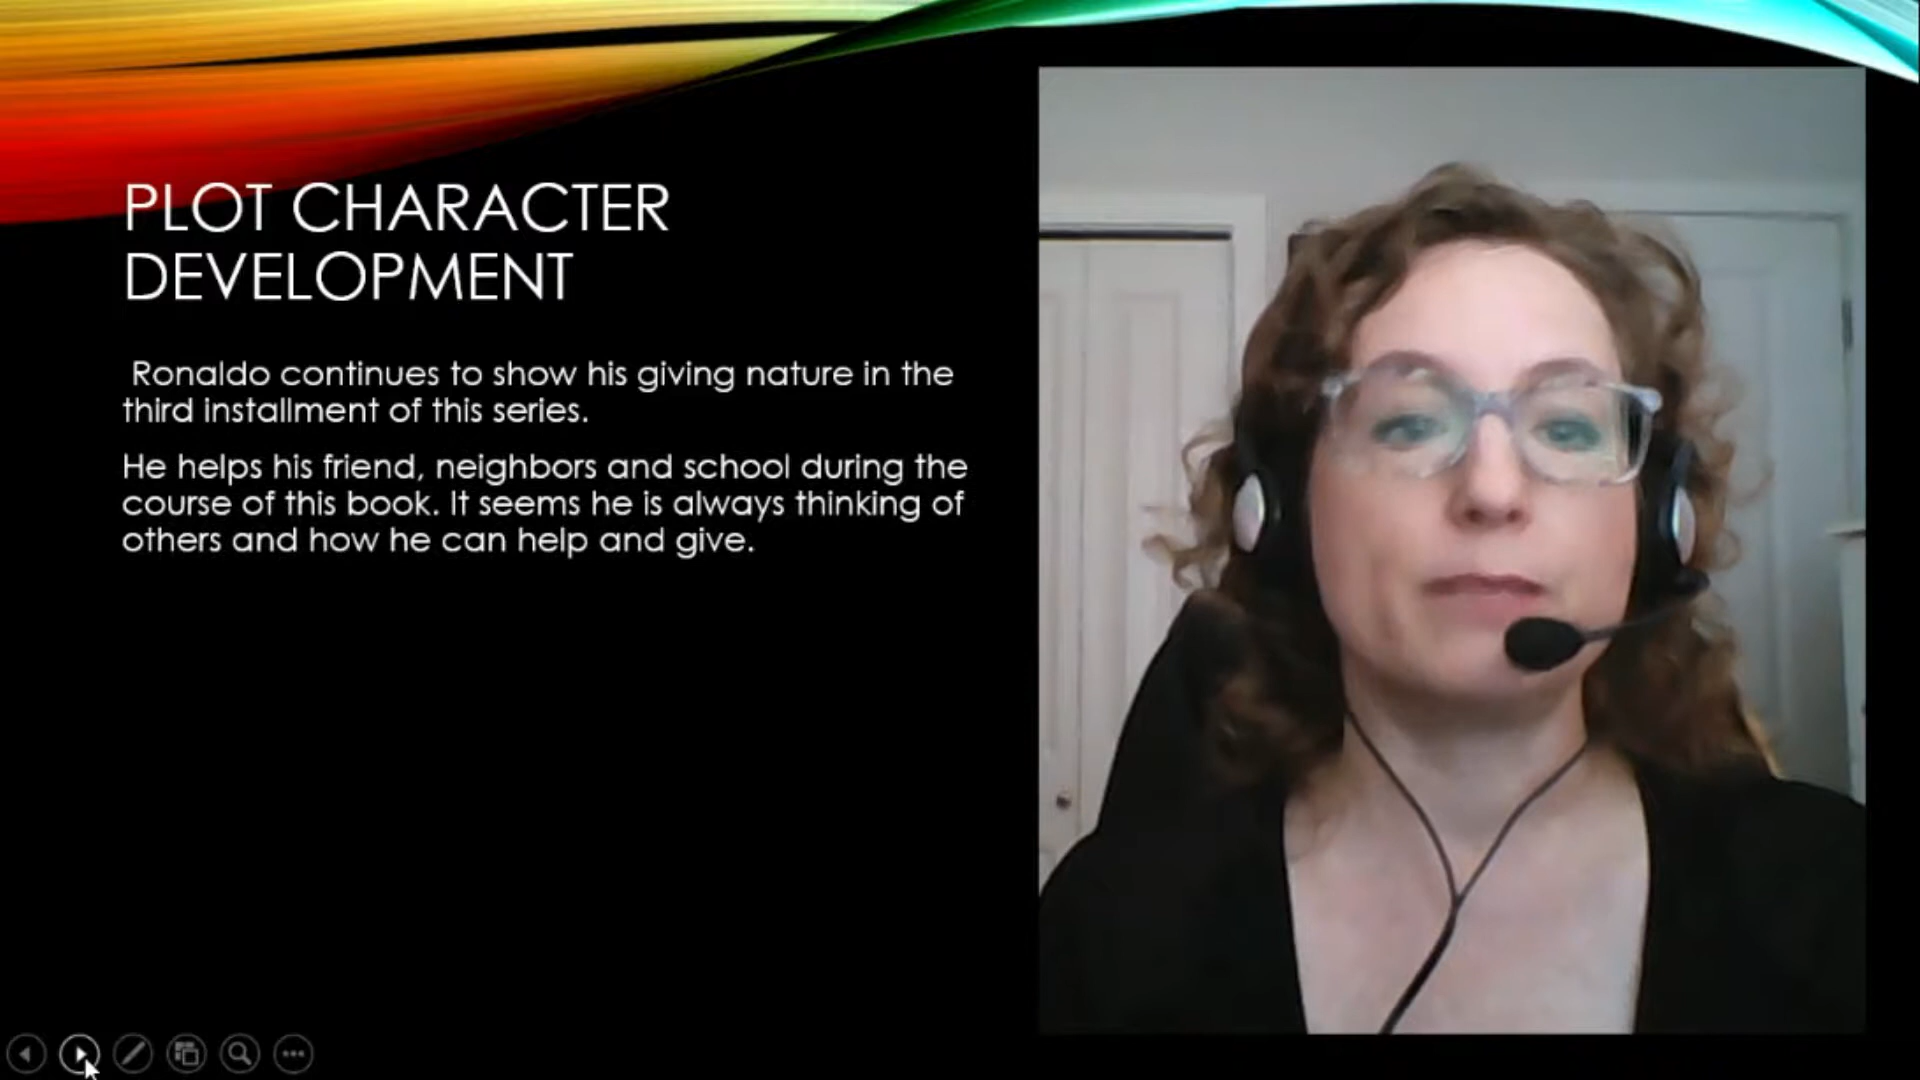 PLOT CHARACTER
DEVELOPMENT
Ronaldo continues to show his giving nature in the
third installment of this series.
He helps his friend, neighbors and school during the
course of this book. It seems he is always thinking of
others and how he can help and give.